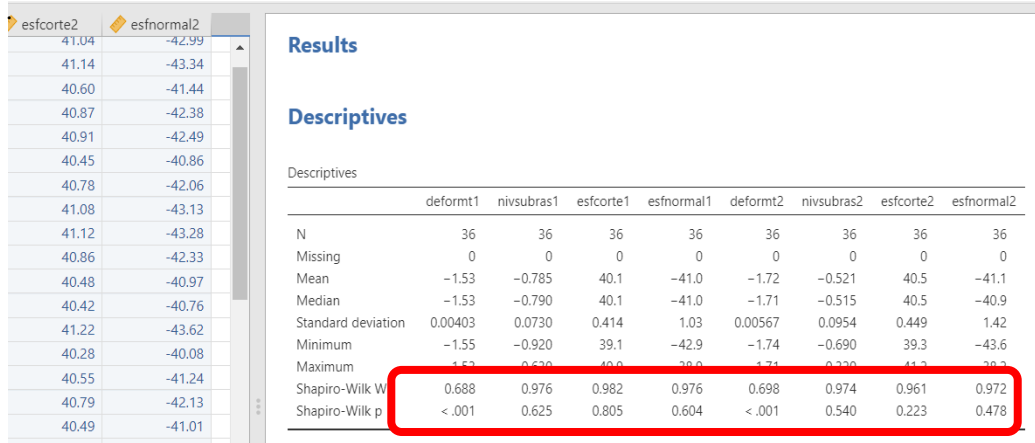 esfcorte2 esfnormal2
41.04 -42.99
41.14 -43.34
40.60 -41.44
40.87 -42.38
40.91 -42.49
40.45 -40.86
40.78 -42.06
41.08 -43.13
41.12 -43.28
40.86 -42.33
40.48 -40.97
40.42 -40.76
41.22 -43.62
40.28 -40.08
40.55 -41.24
40.79 -42.13
40.49 -41.01
Results
Descriptives
Descriptives
deformt1 nivsubras1 esfcorte1 esfnormal1 deformt2 nivsubras2 esfcorte2 esfnormal2
N 36 36 36 36 36 36 36 36
Missing 0 0 0 0 0 0 0 0
Mean −1.53 −0.785 40.1 −41.0 −1.72 −0.521 40.5 −41.1
Median −1.53 −0.790 40.1 −41.0 −1.71 −0.515 40.5 −40.9
Standard deviation 0.00403 0.0730 0.414 1.03 0.00567 0.0954 0.449 1.42
Minimum −1.55 −0.920 39.1 −42.9 −1.74 −0.690 39.3 −43.6
Maximum
Shapiro-Wilk W 0.688 0.976 0.982 0.976 0.698 0.974 0.961 0.972
Shapiro-Wilk p < .001 0.625 0.805 0.604 < .001 0.540 0.223 0.478